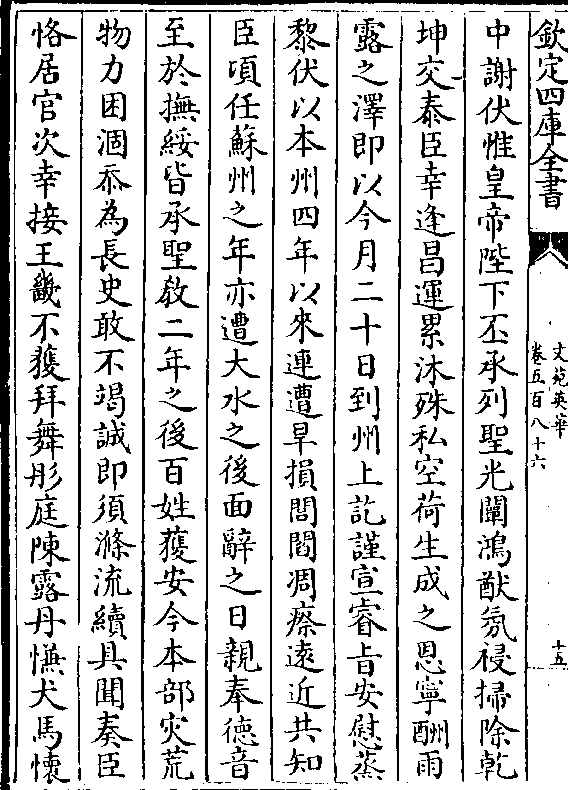 欽定四庫全書
文苑英華
卷五百八十六
十五
中謝伏惟皇帝陛下丕承列聖光闡鴻猷氛祲掃除乾
坤交泰臣幸逢昌運累沐殊私空荷生成之恩寧酬雨
露之澤即以今月二十日到州上訖謹宣睿旨安慰蒸
黎伏以本州四年以來連遭旱損閭閻凋瘵遠近共知
臣頃任蘇州之年亦遭大水之後面辭之日親奉德音
至於撫綏皆承聖教二年之後百姓獲安今本部災荒
物力困涸忝為長史敢不竭誠即須滌流續具聞奏臣
恪居官次幸接王畿不獲拜舞彤庭陳露丹慊犬馬懷